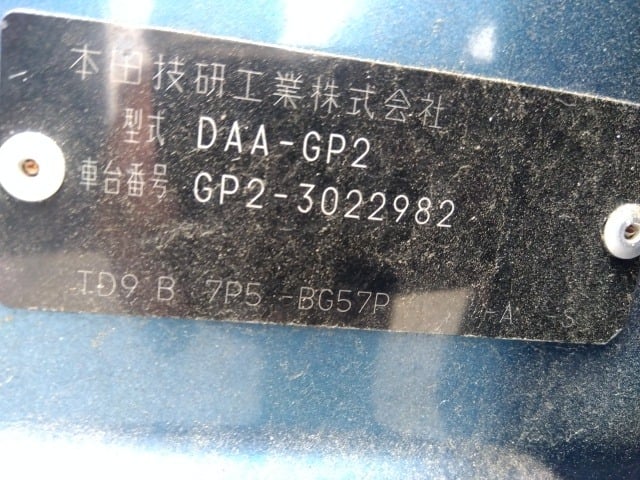 本田技研工業株式会社
型式 DAA-GP2
車台番号 GP2-3022982
TD9 B 7P5 -BG57P -A -S